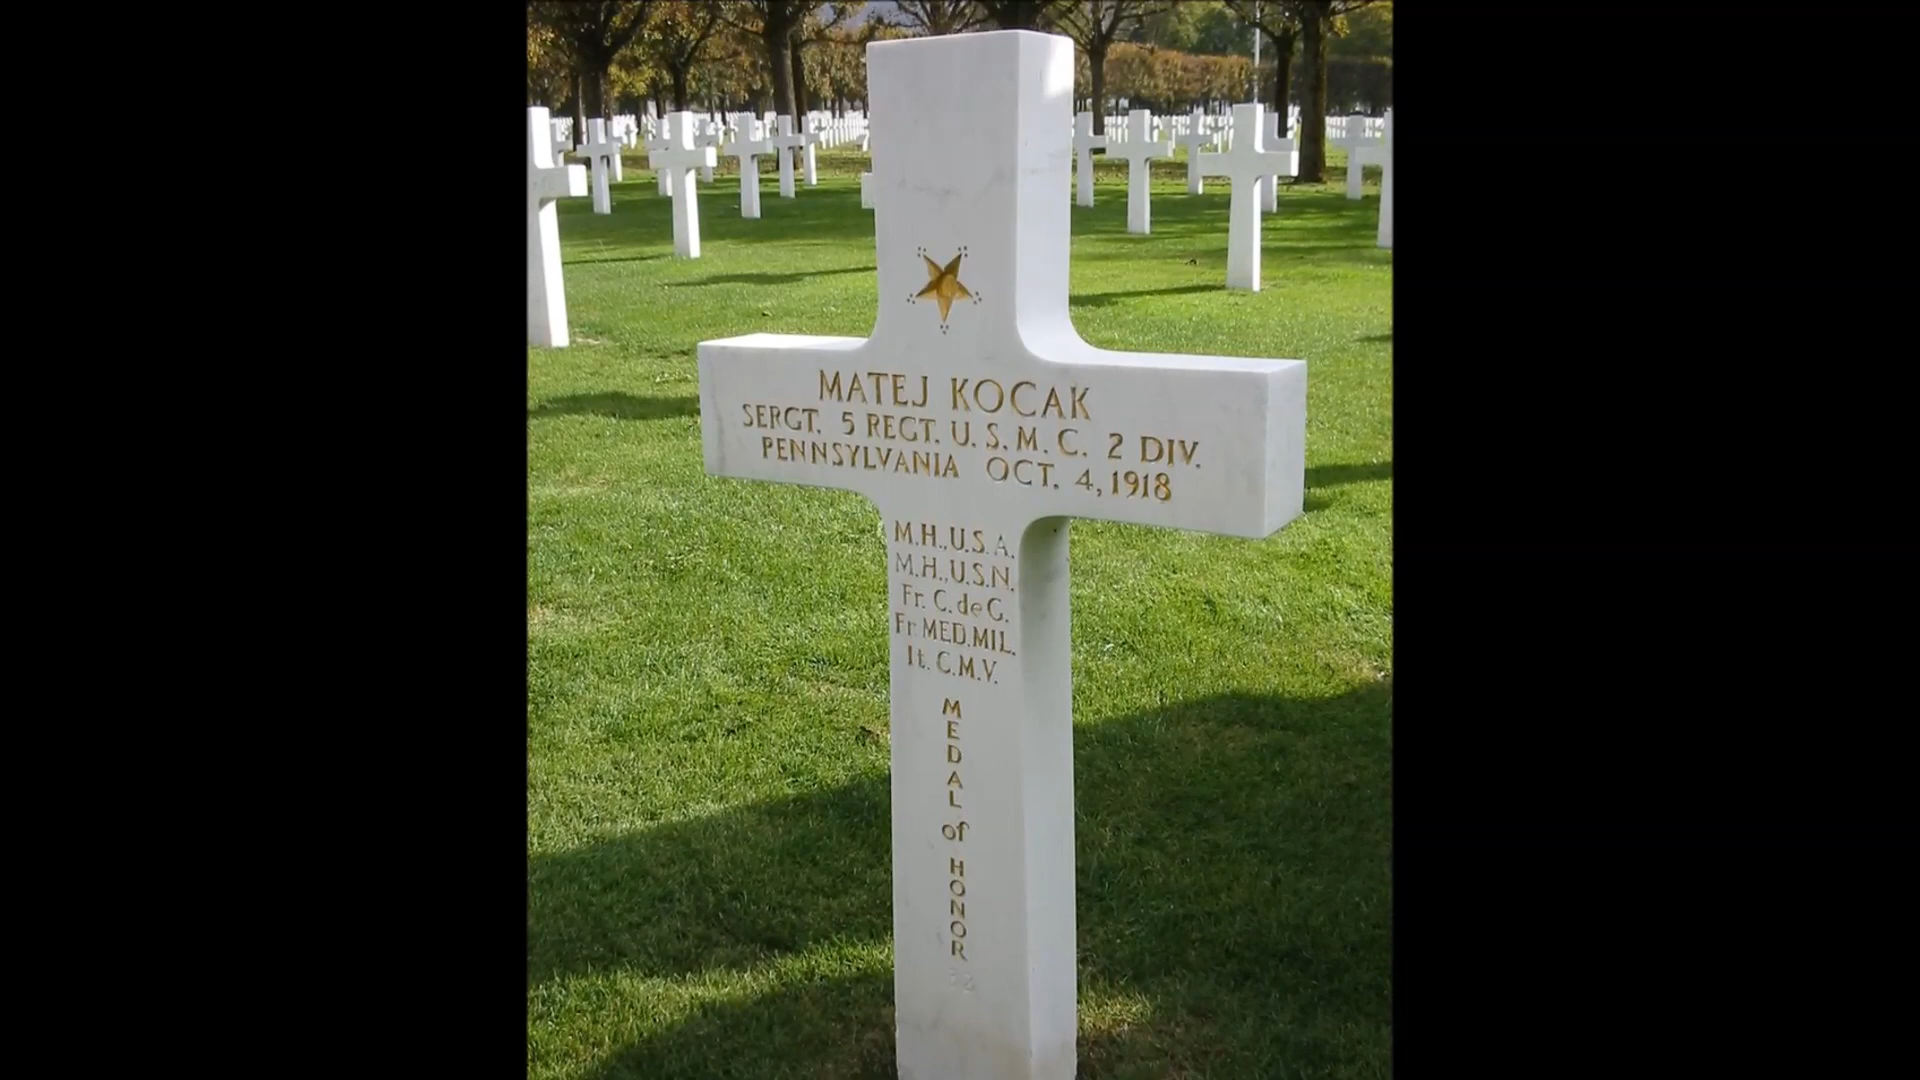 MATEJ KOCAK
SERGT. 5 REGT. U.S.M.C. 2 DIV.
PENNSYLVANIA OCT. 4, 1918
M.H., U.S.A.
M.H., U.S.N.
Fr. C. de G.
Fr. MED. MIL.
It. C.M.V.
MEDAL of HONOR